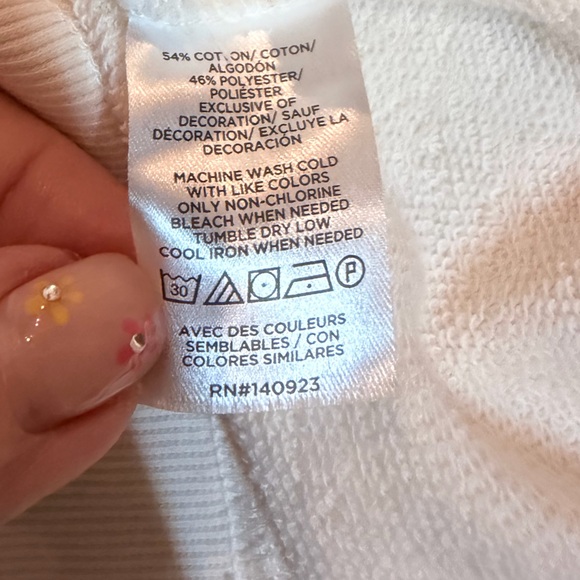 54% COTTON/ COTON/
ALGODÓN
46% POLYESTER/
POLIÉSTER
EXCLUSIVE OF
DECORATION/ SAUF
DÉCORATION/ EXCLUYE LA
DECORACIÓN
MACHINE WASH COLD
WITH LIKE COLORS
ONLY NON-CHLORINE
BLEACH WHEN NEEDED
TUMBLE DRY LOW
COOL IRON WHEN NEEDED
30 P
AVEC DES COULEURS
SEMBLABLES / CON
COLORES SIMILARES
RN#140923